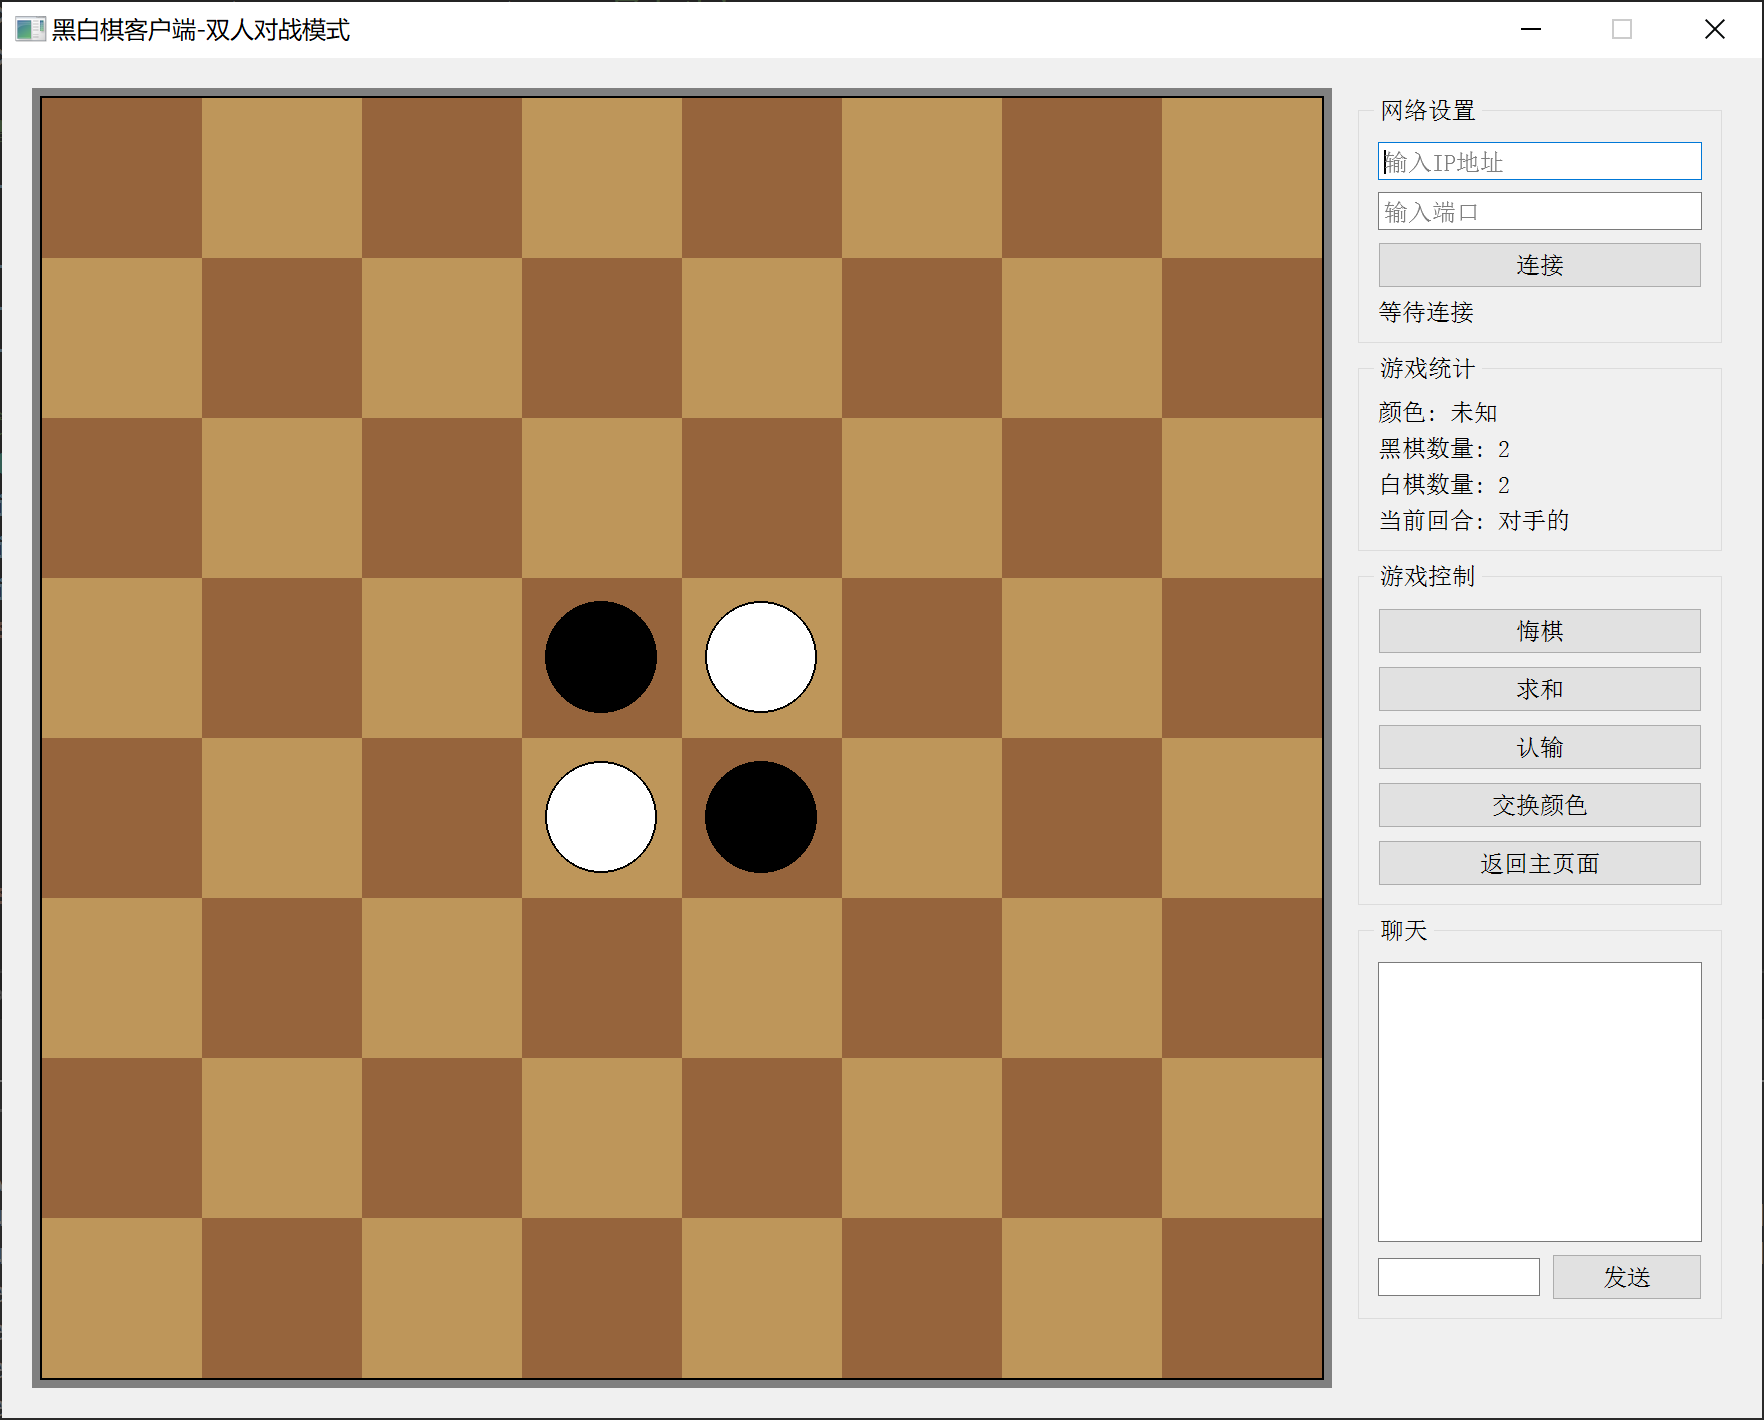 黑白棋客户端-双人对战模式
网络设置
输入IP地址
输入端口
连接
等待连接
游戏统计
颜色: 未知
黑棋数量: 2
白棋数量: 2
当前回合: 对手的
游戏控制
悔棋
求和
认输
交换颜色
返回主页面
聊天
发送